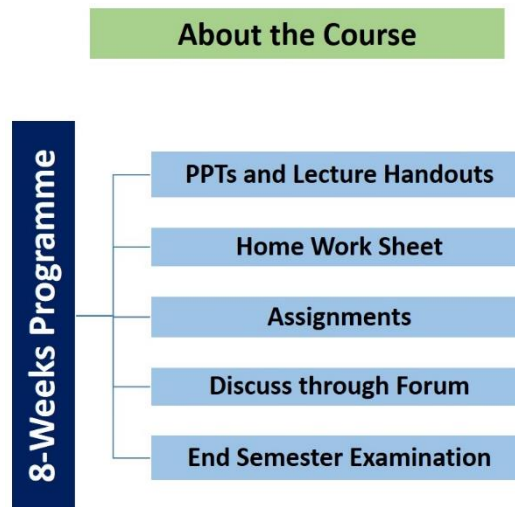 About the Course
8-Weeks Programme
PPTs and Lecture Handouts
Home Work Sheet
Assignments
Discuss through Forum
End Semester Examination